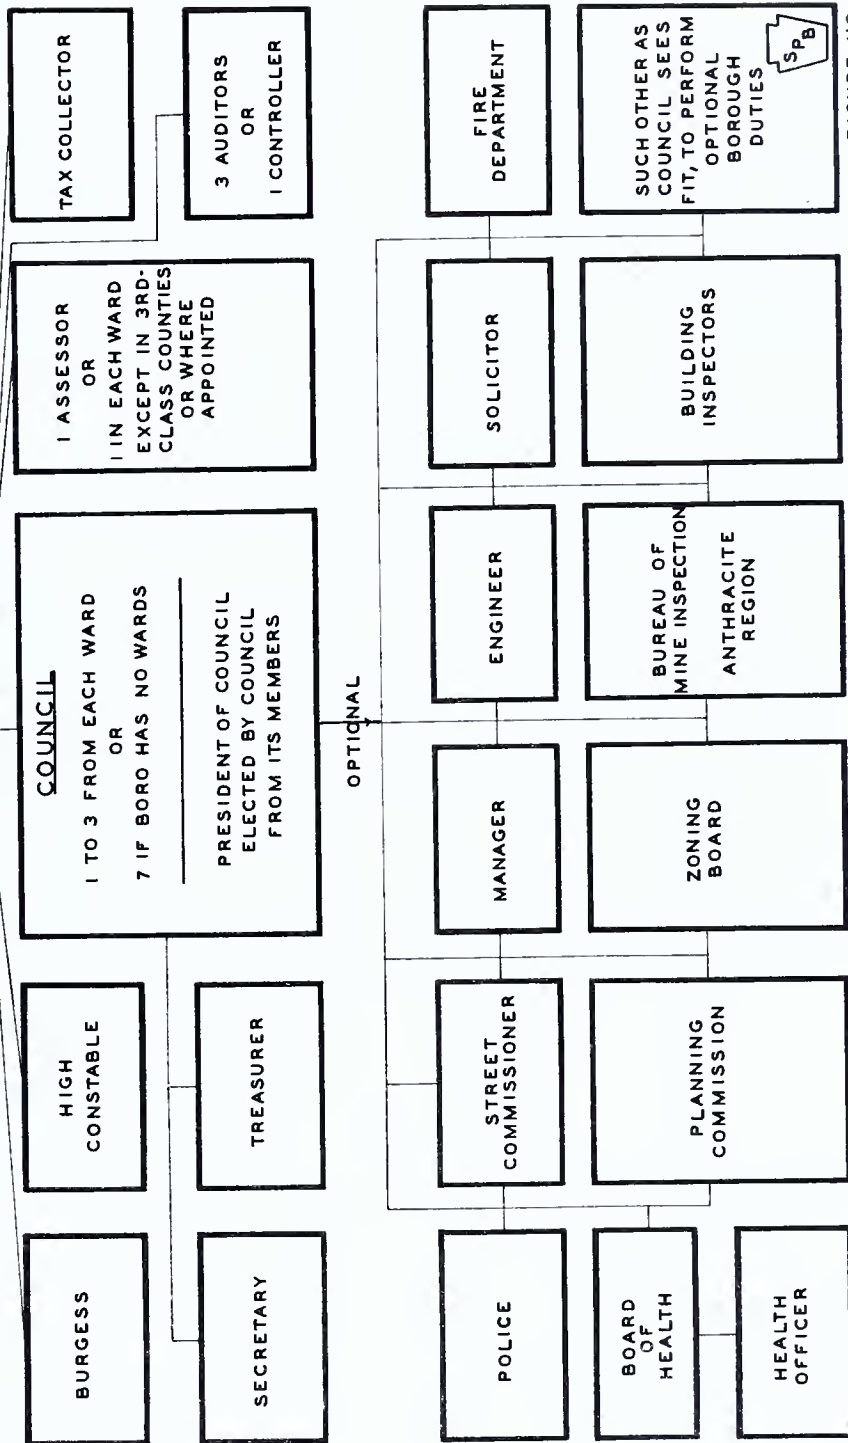 BURGESS
HIGH
CONSTABLE
COUNCIL
1 TO 3 FROM EACH WARD
OR
7 IF BORO HAS NO WARDS
PRESIDENT OF COUNCIL
ELECTED BY COUNCIL
FROM ITS MEMBERS
1 ASSESSOR
OR
1 IN EACH WARD
EXCEPT IN 3RD-
CLASS COUNTIES
OR WHERE
APPOINTED
TAX COLLECTOR
SECRETARY
TREASURER
3 AUDITORS
OR
1 CONTROLLER
OPTIONAL
POLICE
STREET
COMMISSIONER
MANAGER
ENGINEER
SOLICITOR
FIRE
DEPARTMENT
BOARD
OF
HEALTH
PLANNING
COMMISSION
ZONING
BOARD
BUREAU OF
MINE INSPECTION
ANTHRACITE
REGION
BUILDING
INSPECTORS
SUCH OTHER AS
COUNCIL SEES
FIT, TO PERFORM
OPTIONAL
BOROUGH
DUTIES
SPB
HEALTH
OFFICER